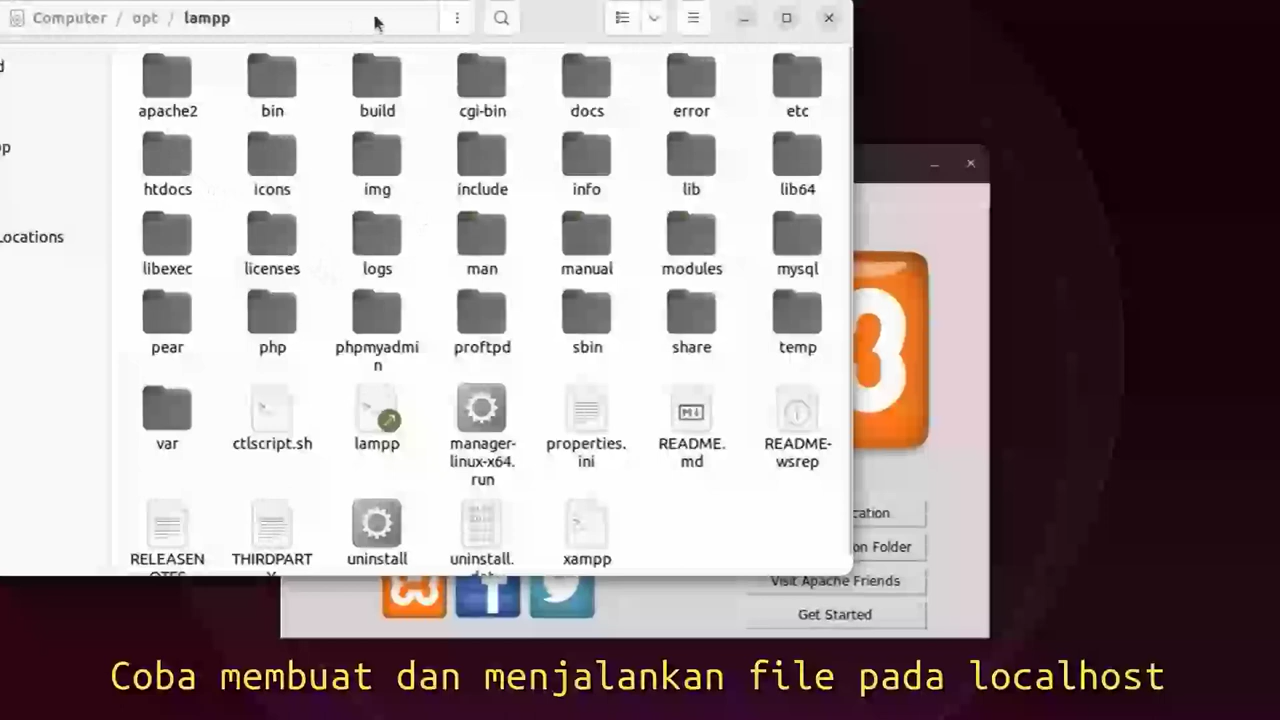 Computer / opt / lampp
d
apache2 bin build cgi-bin docs error etc
pp
htdocs icons img include info lib lib64
Locations
libexec licenses logs man manual modules mysql
pear php phpmyadmi
n proftpd sbin share temp
var ctlscript.sh lampp manager-
linux-x64.
run properties.
ini README.
md README-
wsrep
cation
on Folder
RELEASEN THIRDPART
Y uninstall uninstall. xampp
Visit Apache Friends
Get Started
Coba membuat dan menjalankan file pada localhost